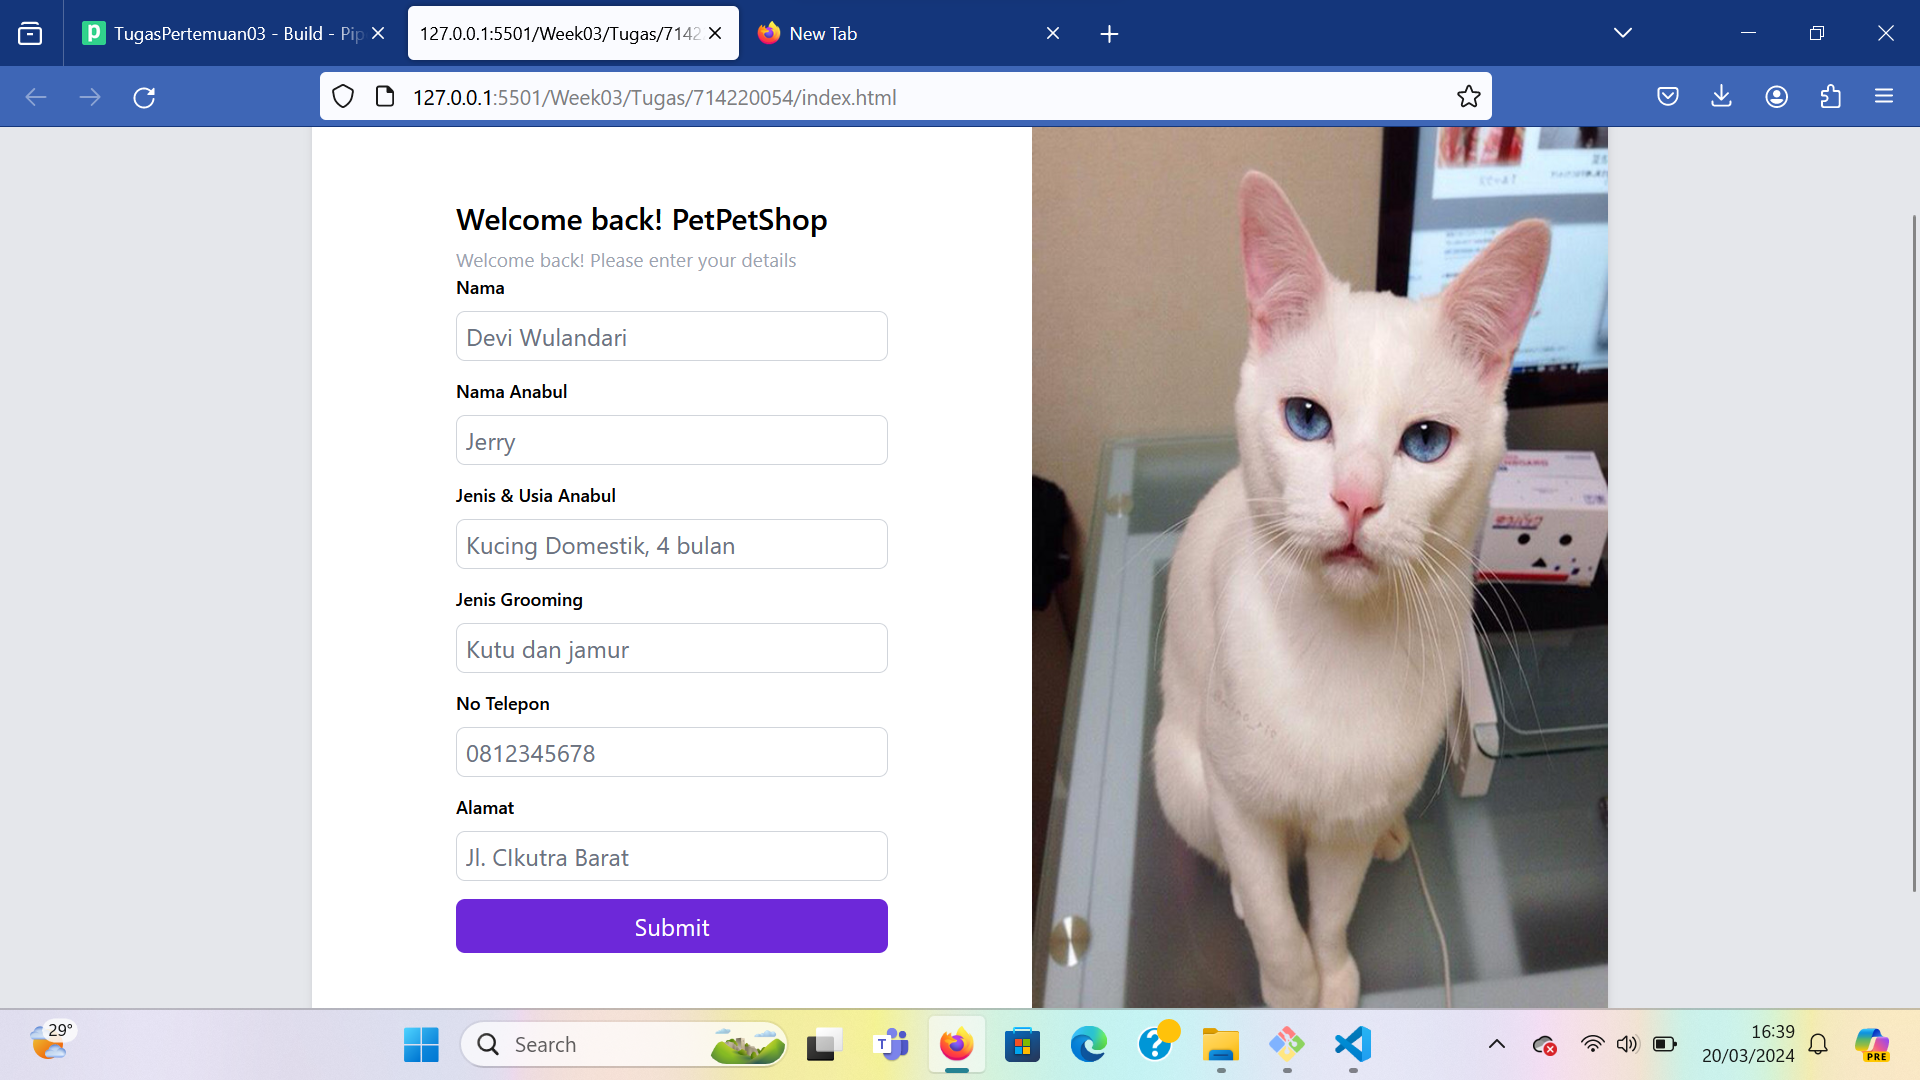 TugasPertemuan03 - Build - Pip
127.0.0.1:5501/Week03/Tugas/7142
New Tab
127.0.0.1:5501/Week03/Tugas/714220054/index.html
Welcome back! PetPetShop
Welcome back! Please enter your details
Nama
Devi Wulandari
Nama Anabul
Jerry
Jenis & Usia Anabul
Kucing Domestik, 4 bulan
Jenis Grooming
Kutu dan jamur
No Telepon
0812345678
Alamat
Jl. CIkutra Barat
Submit
29°
Search
16:39
20/03/2024
PRE